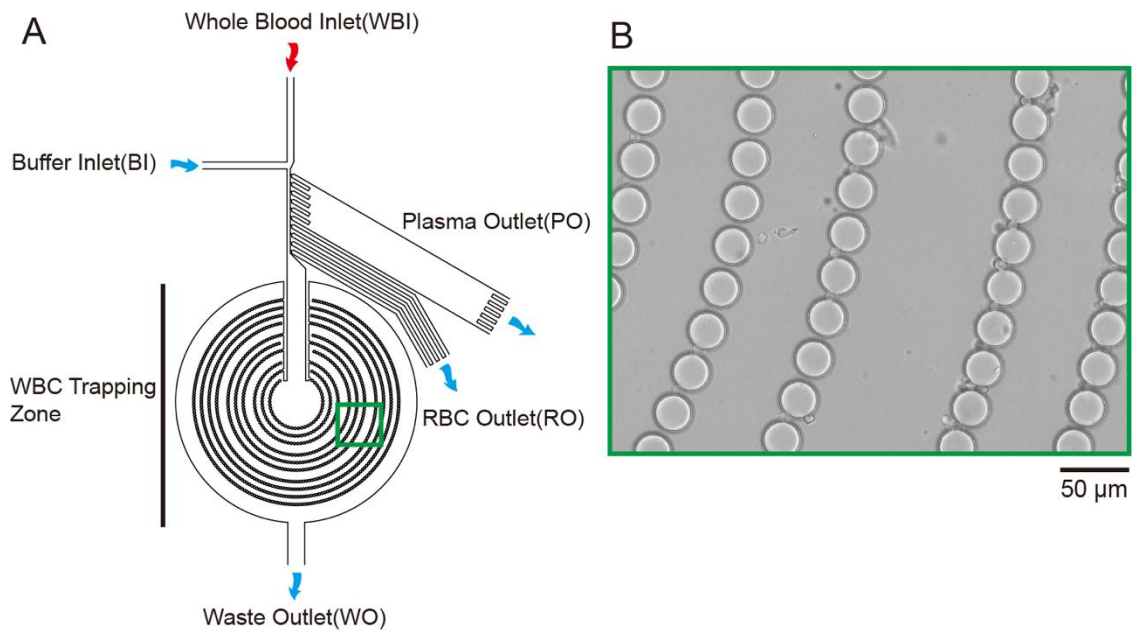 A
Whole Blood Inlet(WBI)
Buffer Inlet(BI)
Plasma Outlet(PO)
WBC Trapping
Zone
RBC Outlet(RO)
Waste Outlet(WO)
B
50 μm